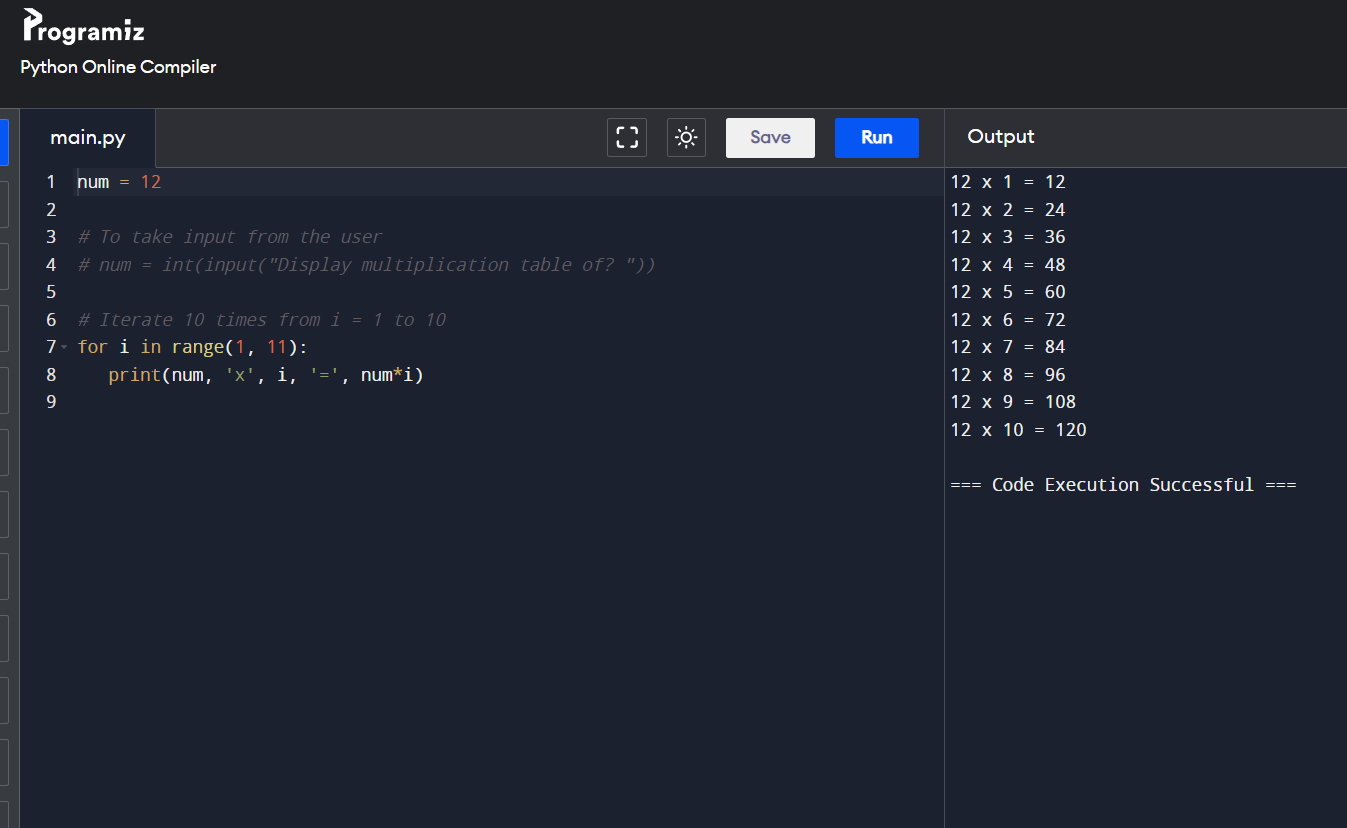 Programiz
Python Online Compiler
main.py
Save
Run
Output
1 num = 12
2
3 # To take input from the user
4 # num = int(input("Display multiplication table of? "))
5
6 # Iterate 10 times from i = 1 to 10
7 for i in range(1, 11):
8    print(num, 'x', i, '=', num*i)
9
12 x 1 = 12
12 x 2 = 24
12 x 3 = 36
12 x 4 = 48
12 x 5 = 60
12 x 6 = 72
12 x 7 = 84
12 x 8 = 96
12 x 9 = 108
12 x 10 = 120
=== Code Execution Successful ===